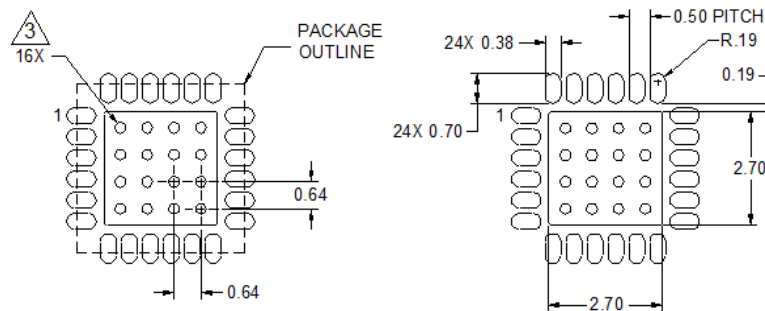 3
16X
PACKAGE
OUTLINE
1
0.64
0.64
24X 0.38
0.50 PITCH
R.19
0.19
24X 0.70
1
2.70
2.70